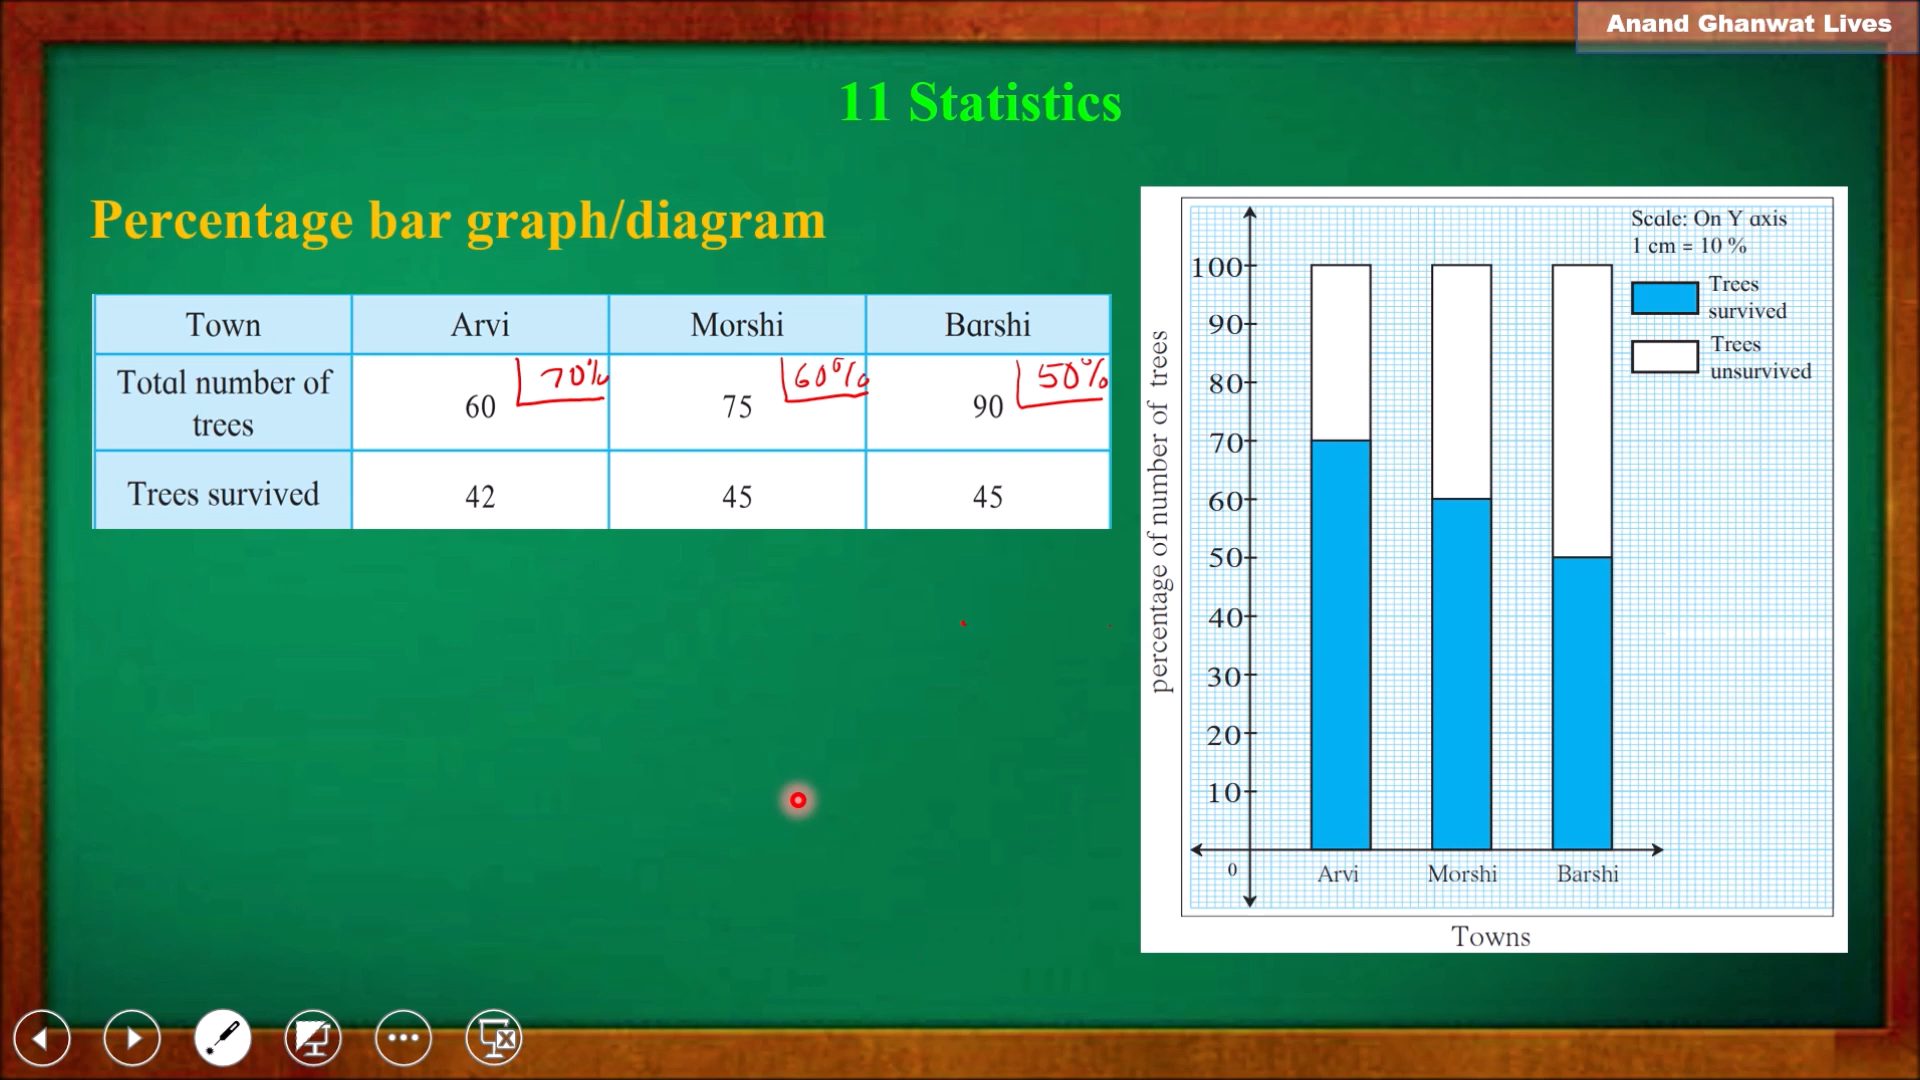 Anand Ghanwat Lives
11 Statistics
Percentage bar graph/diagram
Town Arvi Morshi Barshi
Total number of trees 60 70% 75 60% 90 50%
Trees survived 42 45 45
Scale: On Y axis
1 cm = 10 %
Trees
survived
Trees
unsurvived
percentage of number of trees
100
90
80
70
60
50
40
30
20
10
0
Arvi Morshi Barshi
Towns